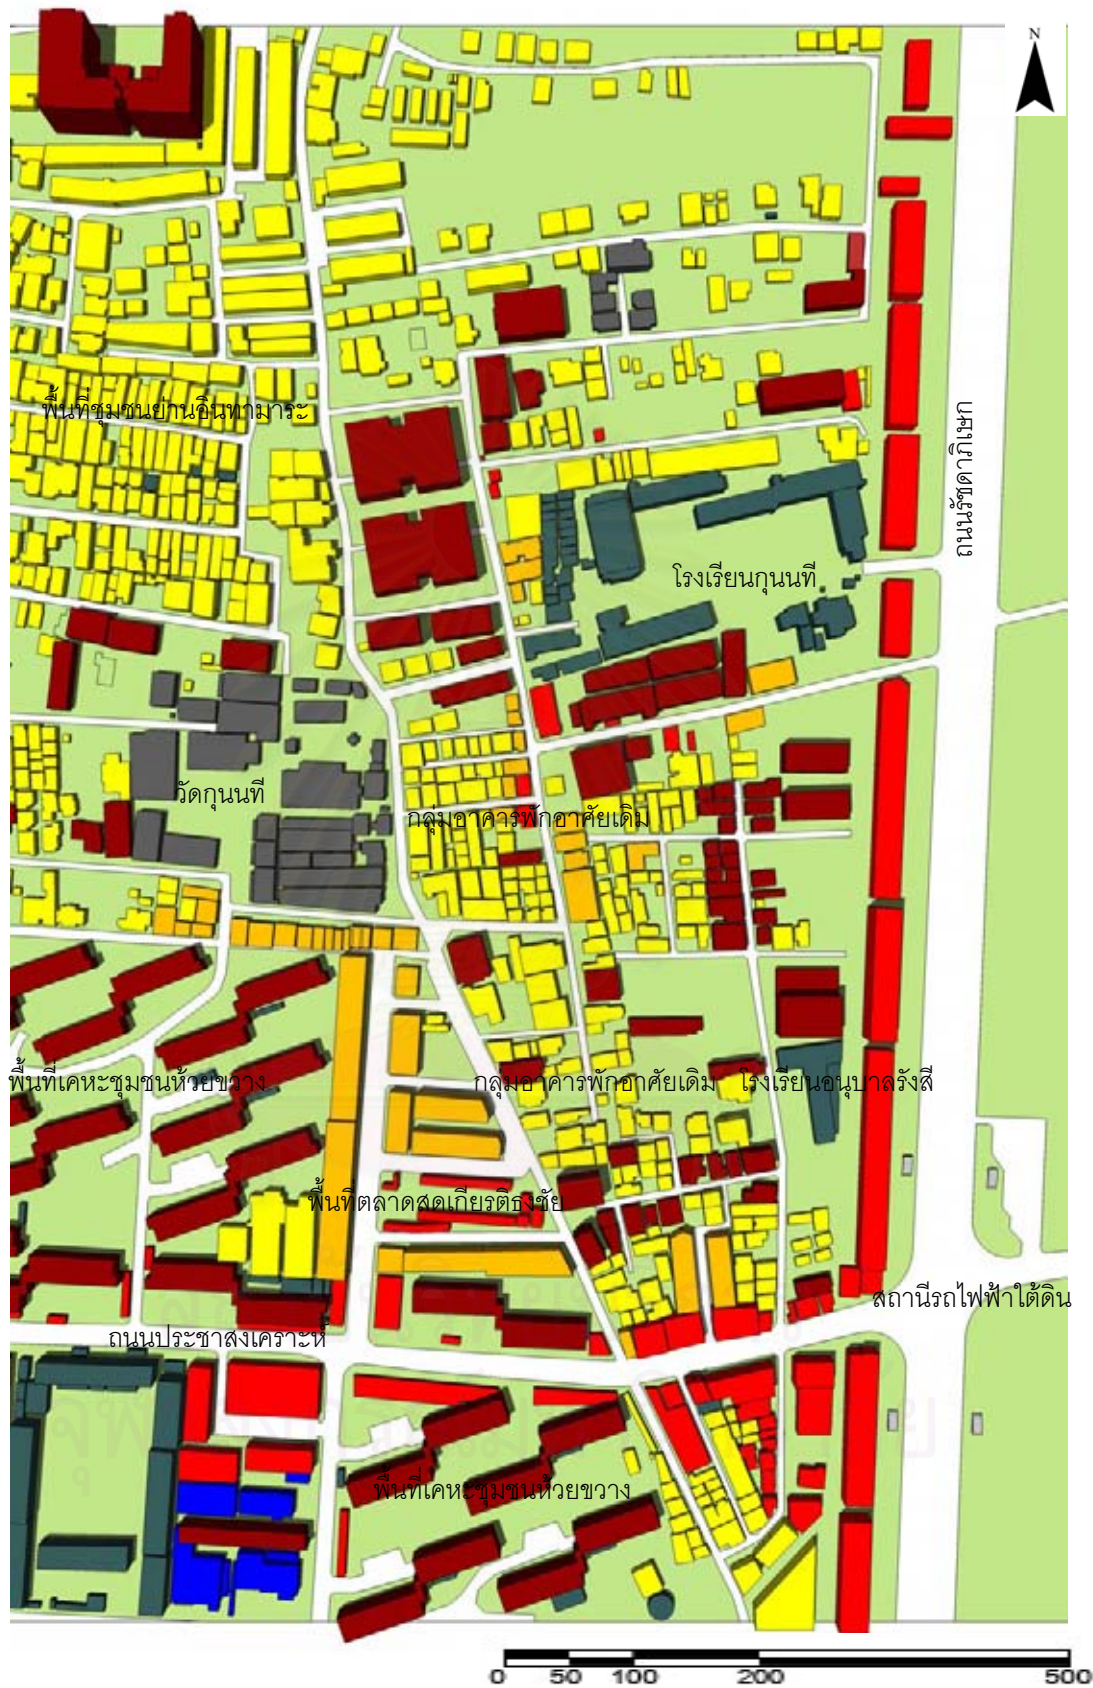 N
พื้นที่ชุมชนย่านอินทามาระ
ถนนรัชดาภิเษก
โรงเรียนกุนนที
วัดกุนนที
กลุ่มอาคารพักอาศัยเดิม
พื้นที่เคหะชุมชนห้วยขวาง
กลุ่มอาคารพักอาศัยเดิม
โรงเรียนอนุบาลรังสี
พื้นที่ตลาดสดเกียรติธงชัย
สถานีรถไฟฟ้าใต้ดิน
ถนนประชาสงเคราะห์
พื้นที่เคหะชุมชนห้วยขวาง
0 50 100 200 500